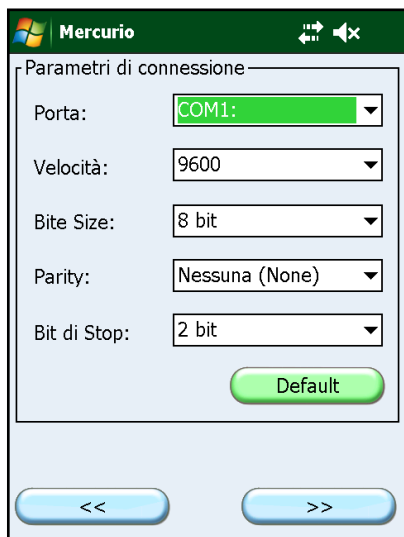 Mercurio
Parametri di connessione
Porta: COM1:
Velocità: 9600
Bite Size: 8 bit
Parity: Nessuna (None)
Bit di Stop: 2 bit
Default
<< >>